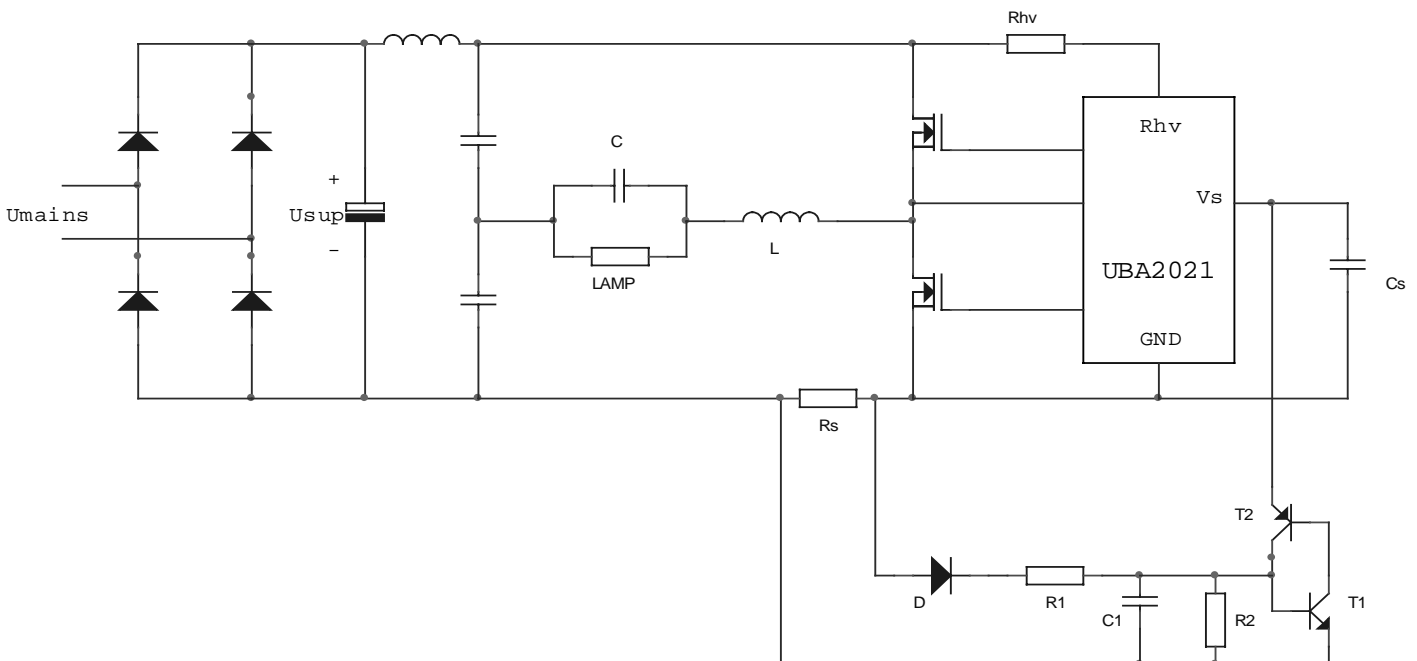 Rhv
Rhv
C
+
Vs
Umains
Usup
L
-
UBA2021
LAMP
Cs
GND
Rs
T2
D
R1
C1
R2
T1